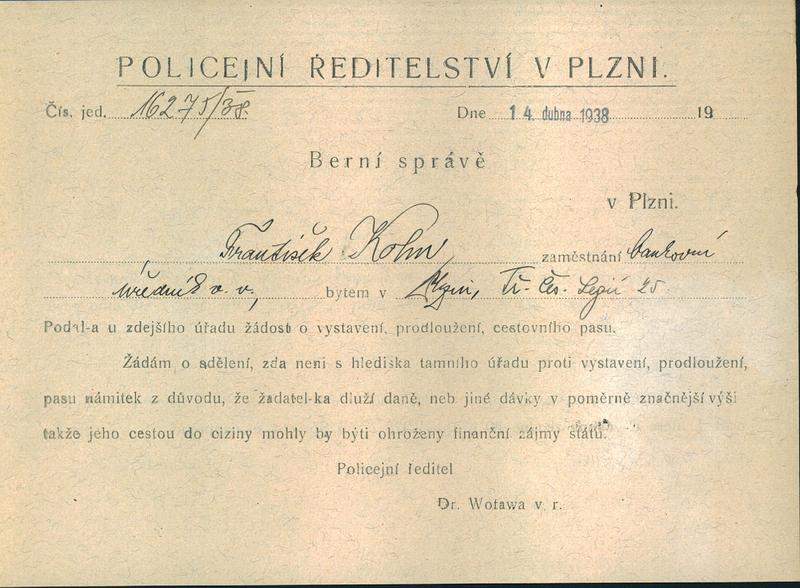 POLICEJNÍ ŘEDITELSTVÍ V PLZNI.
Čís. jed. 16275/38. Dne 14. dubna 1938 19
Berní správě
v Plzni.
František Kohn, zaměstnání bankovní
úředník v. v., bytem v Plzni, Tř. Čes. Legií 25
Podal-a u zdejšího úřadu žádost o vystavení, prodloužení, cestovního pasu.
Žádám o sdělení, zda neni s hlediska tamního úřadu proti vystavení, prodloužení,
pasu námitek z důvodu, že žadatel-ka dluží daně, neb jiné dávky v poměrně značnější výši
takže jeho cestou do ciziny mohly by býti ohroženy finanční zájmy státu.
Policejní ředitel
Dr. Wotawa v. r.